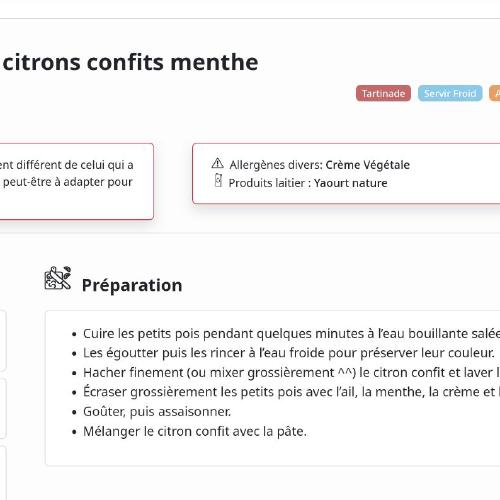 citrons confits menthe
Tartinade Servir Froid
ent différent de celui qui a
peut-être à adapter pour
Allergènes divers: Crème Végétale
Produits laitier : Yaourt nature
Préparation
• Cuire les petits pois pendant quelques minutes à l’eau bouillante salée
• Les égoutter puis les rincer à l’eau froide pour préserver leur couleur.
• Hacher finement (ou mixer grossièrement ^^) le citron confit et laver
• Écraser grossièrement les petits pois avec l’ail, la menthe, la crème et
• Goûter, puis assaisonner.
• Mélanger le citron confit avec la pâte.